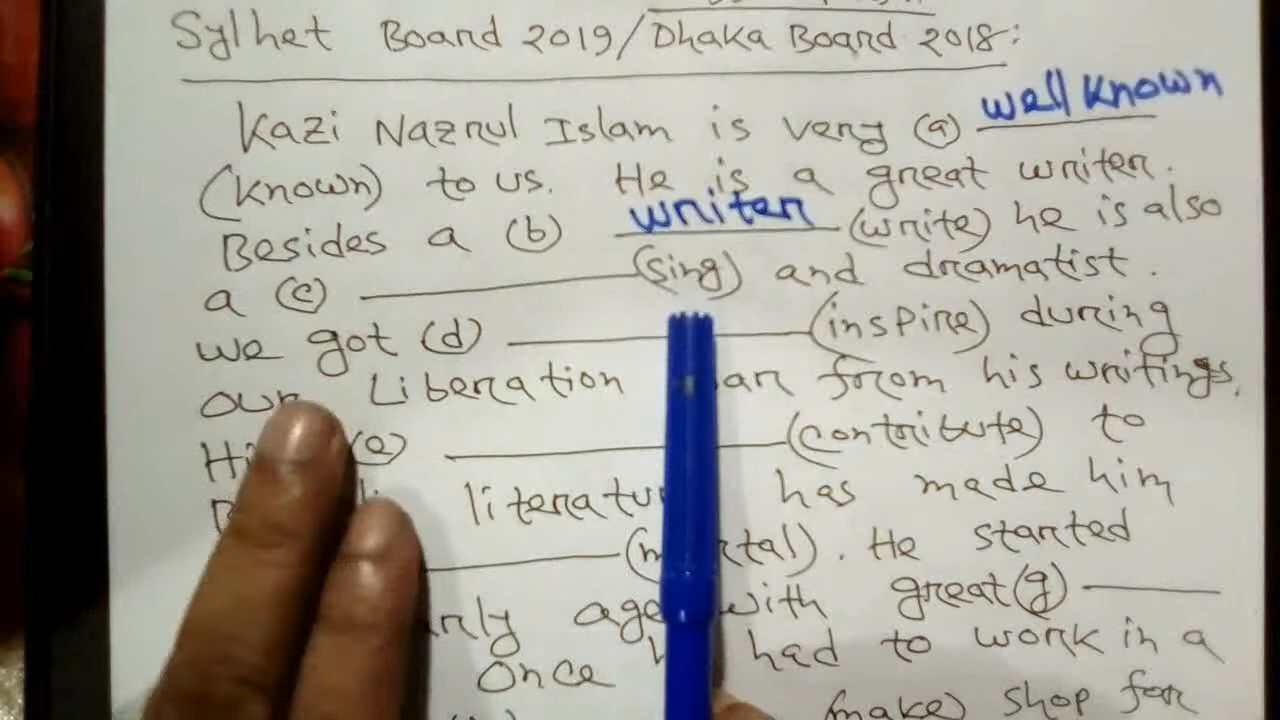 Sylhet Board 2019/Dhaka Board 2018:
Kazi Nazrul Islam is very (a) well known
(known) to us. He is a great writer.
Besides a (b) writer (write) he is also
a (c) (sing) and dramatist.
we got (d) (inspire) during
our Liberation from his writings.
(e) (contribute) to
has made him
. He started
age with great (g)
Once had to work in a
(make) shop for